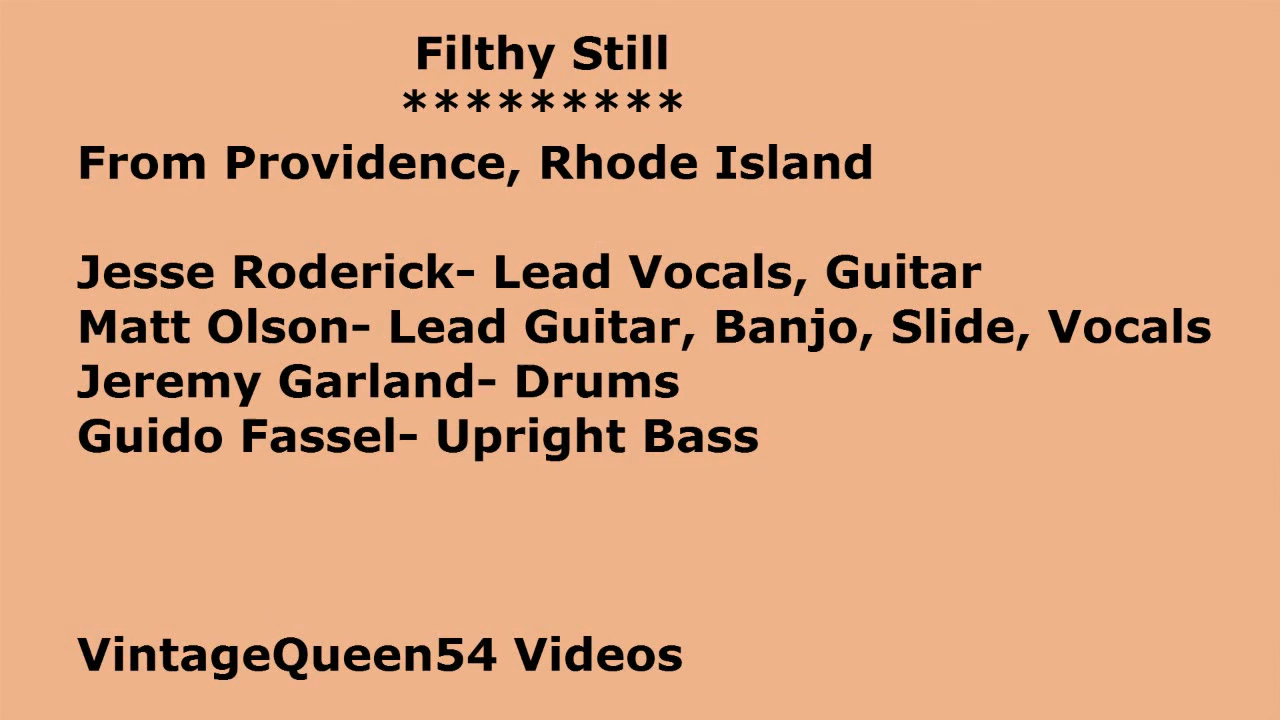 Filthy Still
*********
From Providence, Rhode Island
Jesse Roderick- Lead Vocals, Guitar
Matt Olson- Lead Guitar, Banjo, Slide, Vocals
Jeremy Garland- Drums
Guido Fassel- Upright Bass
VintageQueen54 Videos